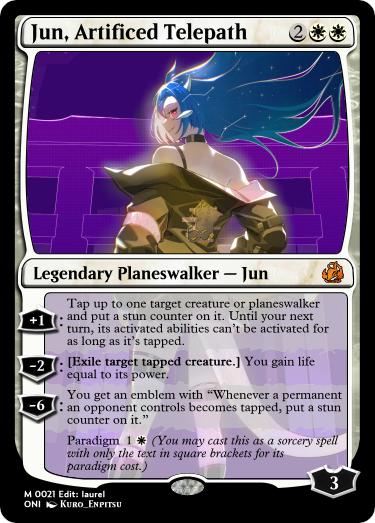 Jun, Artificed Telepath 2
Legendary Planeswalker — Jun
+1: Tap up to one target creature or planeswalker
and put a stun counter on it. Until your next
turn, its activated abilities can't be activated for
as long as it's tapped.
-2: [Exile target tapped creature.] You gain life
equal to its power.
-6: You get an emblem with “Whenever a permanent
an opponent controls becomes tapped, put a stun
counter on it.”
Paradigm 1 (You may cast this as a sorcery spell
with only the text in square brackets for its
paradigm cost.)
3
M 0021 Edit: laurel
ONI Kuro_Enpitsu